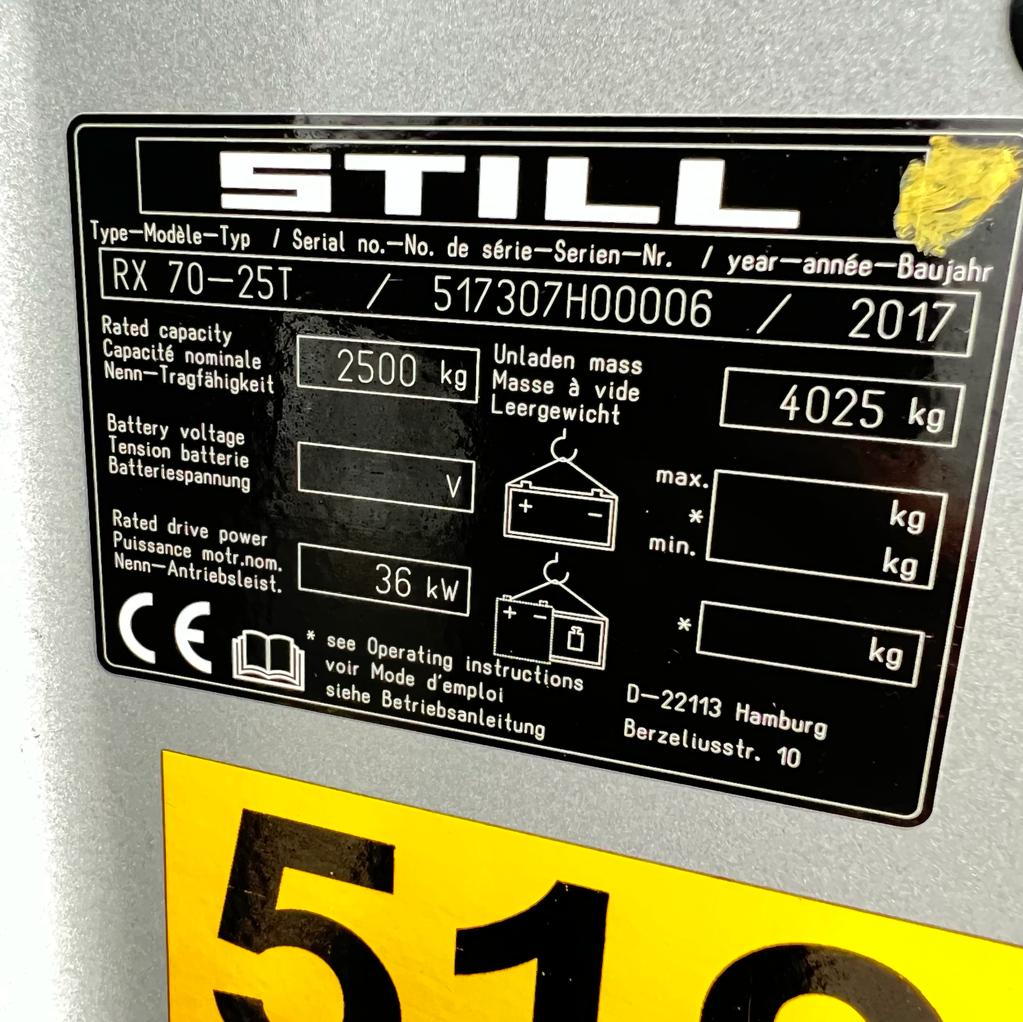 STILL
Type-Modèle-Typ / Serial no.-No. de série-Serien-Nr. / year-année-Baujahr
RX 70-25T / 517307H00006 / 2017
Rated capacity
Capacité nominale
Nenn-Tragfähigkeit
2500 kg
Unladen mass
Masse à vide
Leergewicht
4025 kg
Battery voltage
Tension batterie
Batteriespannung
V
+ -
max.
*
min.
kg
kg
Rated drive power
Puissance motr.nom.
Nenn-Antriebsleist.
36 kW
+ -
*
kg
CE
* see Operating instructions
voir Mode d'emploi
siehe Betriebsanleitung
D-22113 Hamburg
Berzeliusstr. 10
51